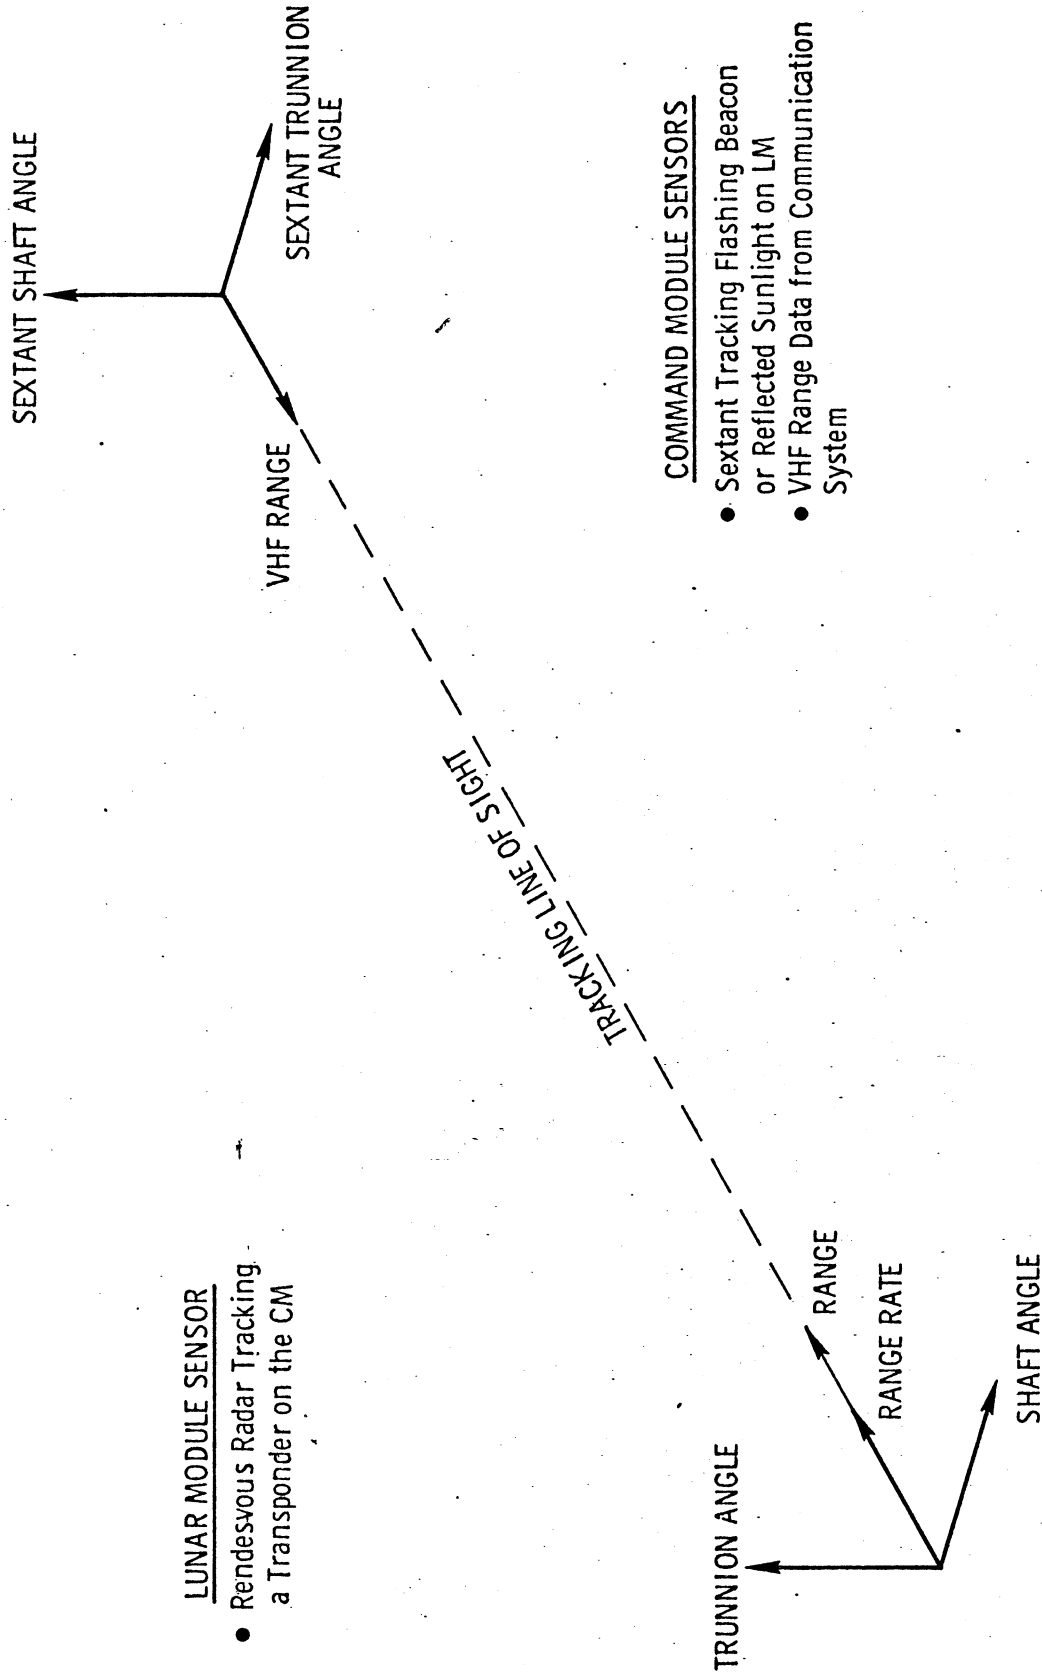 LUNAR MODULE SENSOR
● Rendesvous Radar Tracking
a Transponder on the CM
SEXTANT SHAFT ANGLE
SEXTANT TRUNNION
ANGLE
VHF RANGE
TRACKING LINE OF SIGHT
TRUNNION ANGLE
RANGE
RANGE RATE
SHAFT ANGLE
COMMAND MODULE SENSORS
● Sextant Tracking Flashing Beacon
or Reflected Sunlight on LM
● VHF Range Data from Communication
System